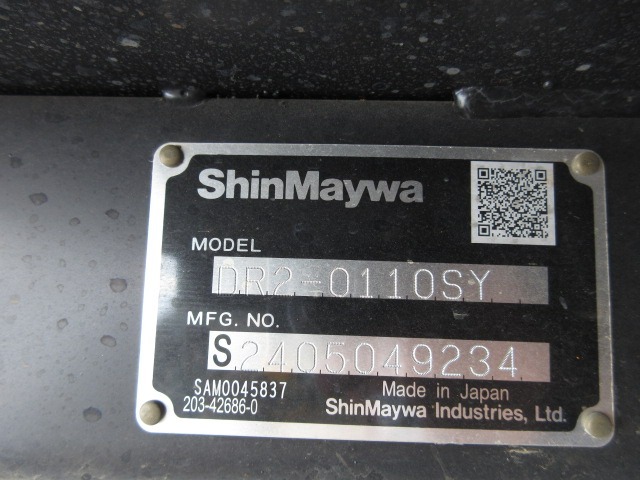 ShinMaywa
MODEL
DR2-0110SY
MFG. NO.
S2405049234
SAM0045837
203-42686-0
Made in Japan
ShinMaywa Industries, Ltd.